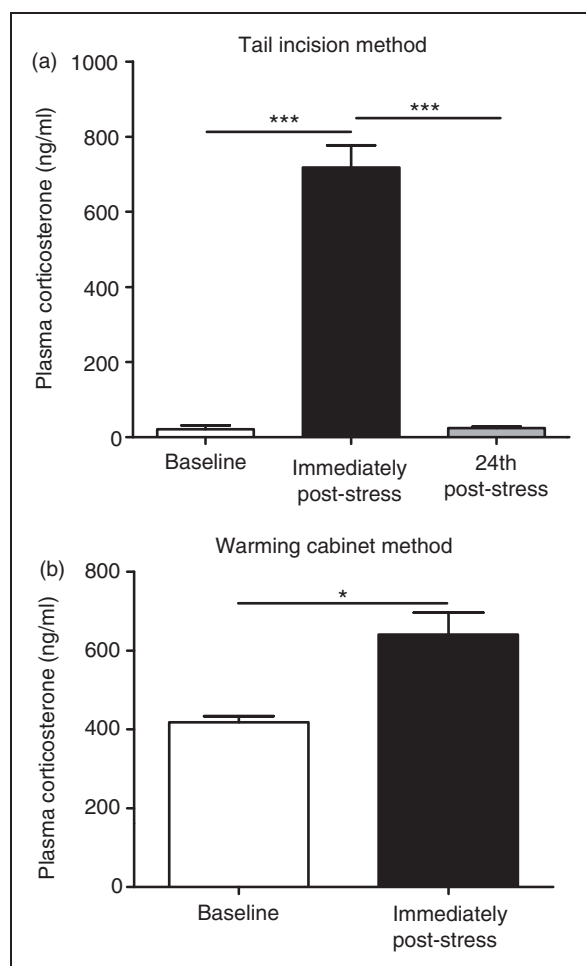 (a)
Tail incision method
Plasma corticosterone (ng/ml)
1000
800
600
400
200
0
***
***
Baseline
Immediately
post-stress
24th
post-stress
(b)
Warming cabinet method
Plasma corticosterone (ng/ml)
800
600
400
200
0
*
Baseline
Immediately
post-stress